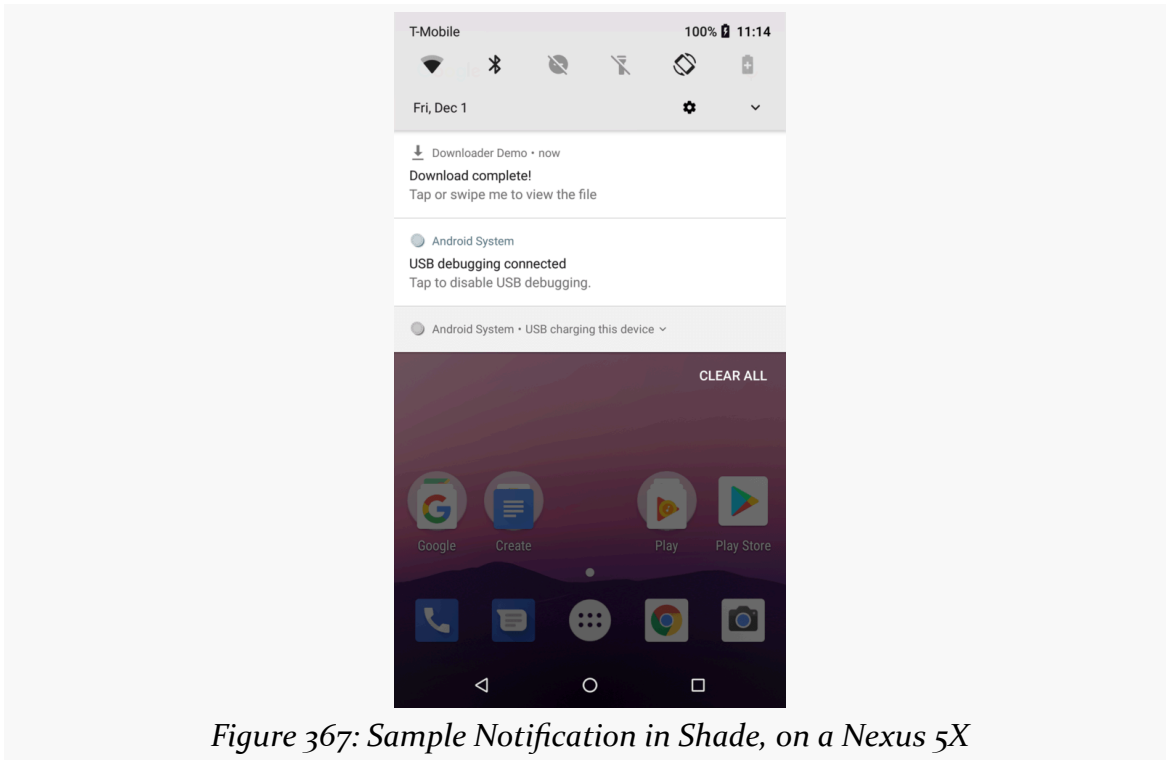 T-Mobile 100% 11:14
Fri, Dec 1
Downloader Demo • now
Download complete!
Tap or swipe me to view the file
Android System
USB debugging connected
Tap to disable USB debugging.
Android System • USB charging this device
CLEAR ALL
Google Create Play Play Store
Figure 367: Sample Notification in Shade, on a Nexus 5X